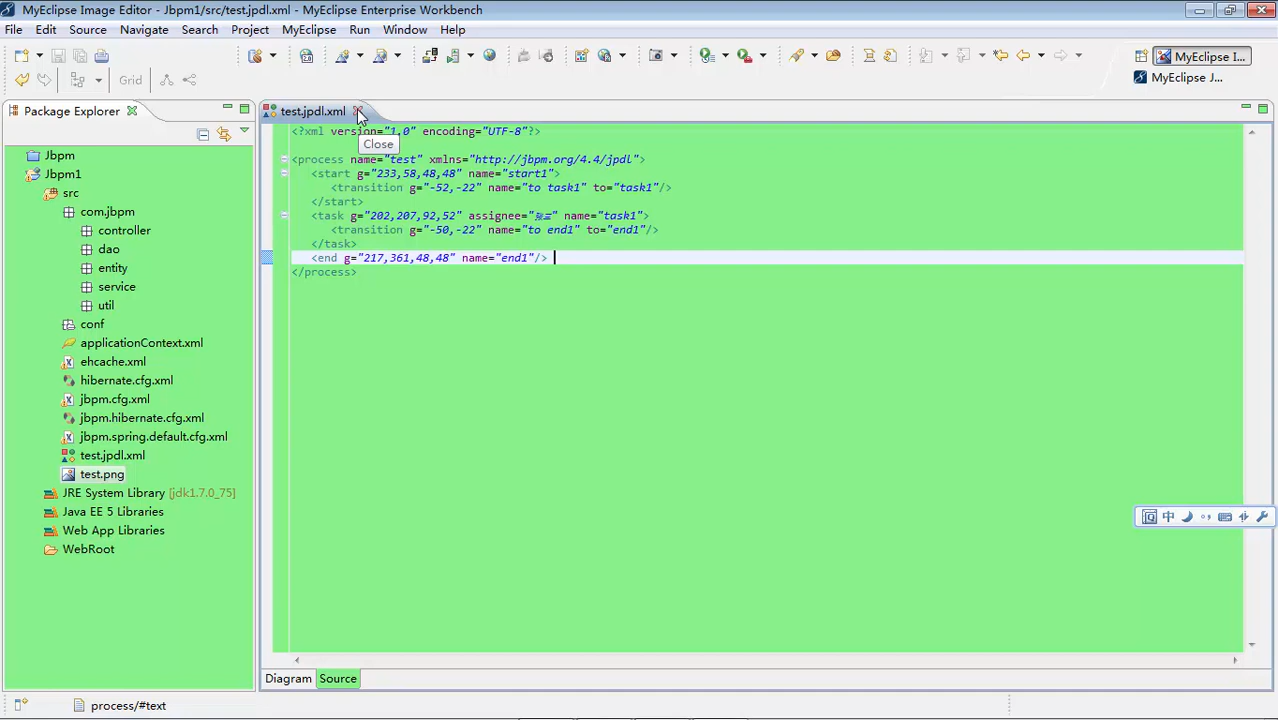 MyEclipse Image Editor - Jbpm1/src/test.jpdl.xml - MyEclipse Enterprise Workbench
File Edit Source Navigate Search Project MyEclipse Run Window Help
MyEclipse I...
Grid
MyEclipse J...
Package Explorer
test.jpdl.xml
Close
<?xml version="1.0" encoding="UTF-8"?>
<process name="test" xmlns="http://jbpm.org/4.4/jpdl">
<start g="233,58,48,48" name="start1">
<transition g="-52,-22" name="to task1" to="task1"/>
</start>
<task g="202,207,92,52" assignee="" name="task1">
<transition g="-50,-22" name="to end1" to="end1"/>
</task>
<end g="217,361,48,48" name="end1"/>
</process>
Jbpm
Jbpm1
src
com.jbpm
controller
dao
entity
service
util
conf
applicationContext.xml
ehcache.xml
hibernate.cfg.xml
jbpm.cfg.xml
jbpm.hibernate.cfg.xml
jbpm.spring.default.cfg.xml
test.jpdl.xml
test.png
JRE System Library [jdk1.7.0_75]
Java EE 5 Libraries
Web App Libraries
WebRoot
中
Diagram Source
process/#text